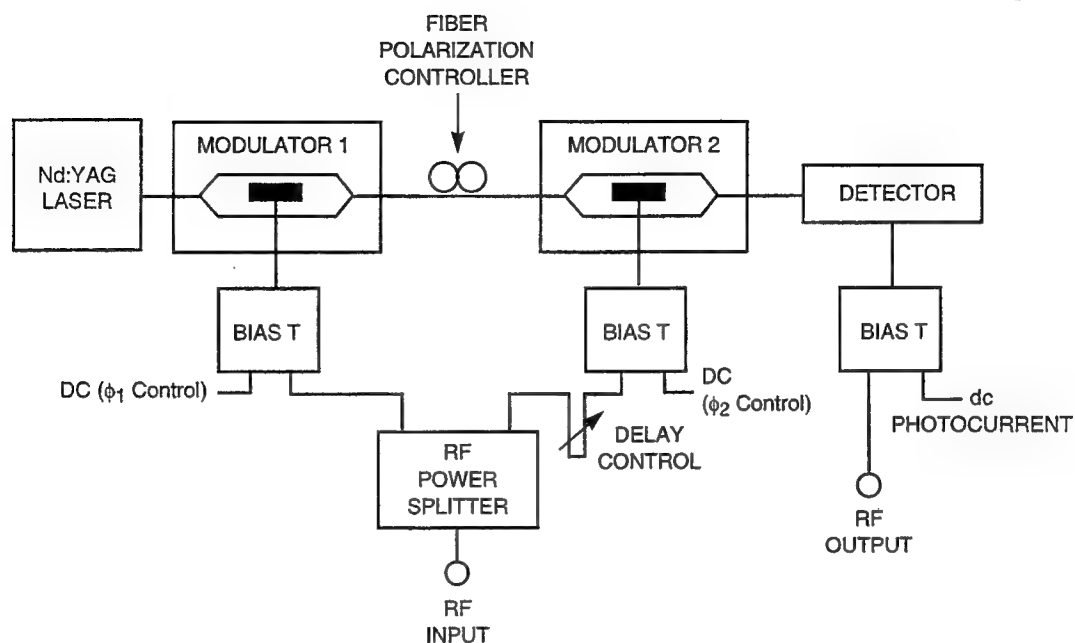 FIBER
POLARIZATION
CONTROLLER
Nd:YAG
LASER
MODULATOR 1
MODULATOR 2
DETECTOR
BIAS T
BIAS T
BIAS T
DC (ϕ1 Control)
DC
(ϕ2 Control)
dc
PHOTOCURRENT
DELAY
CONTROL
RF
POWER
SPLITTER
RF
OUTPUT
RF
INPUT